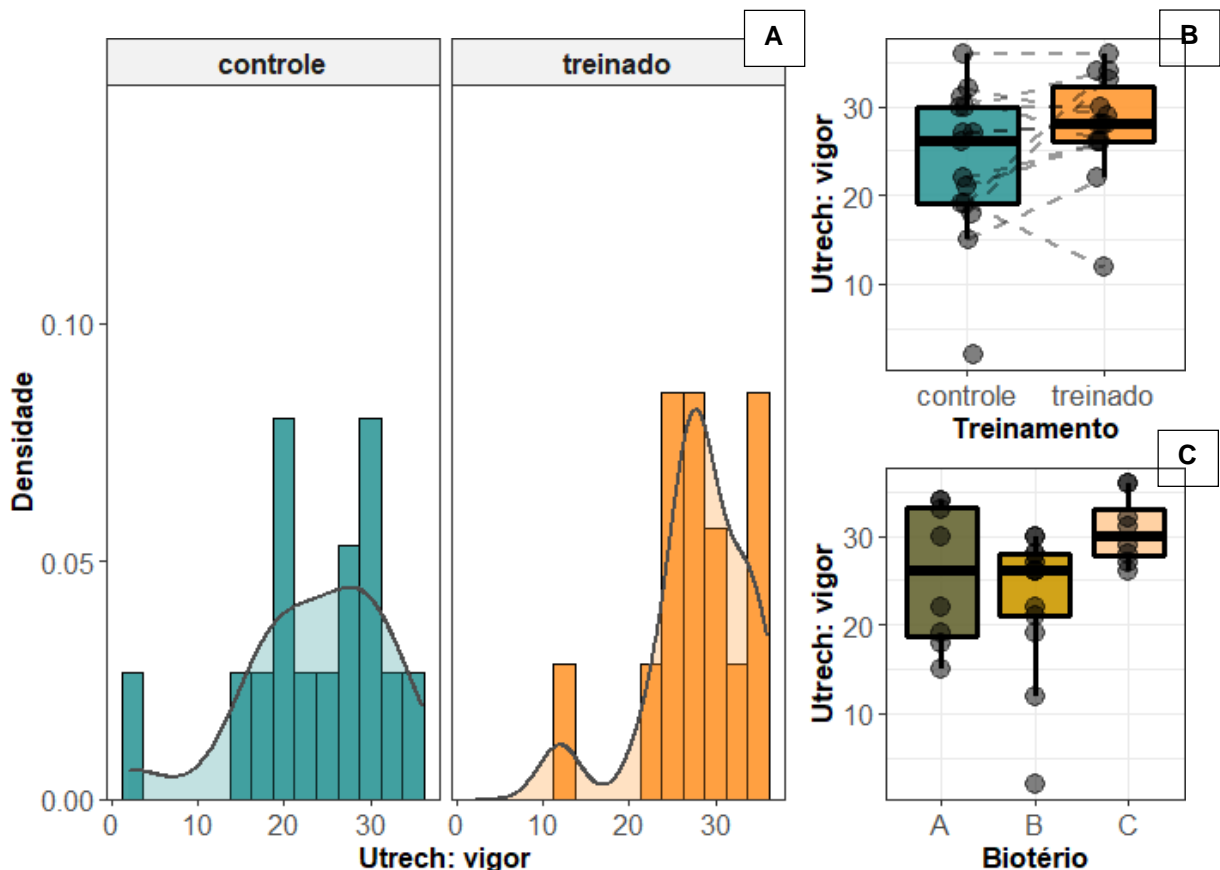 A
controle treinado
Densidade
0.10
0.05
0.00
0 10 20 30 0 10 20 30
Utrech: vigor
B
Utrech: vigor
30
20
10
controle treinado
Treinamento
C
Utrech: vigor
30
20
10
A B C
Biotério